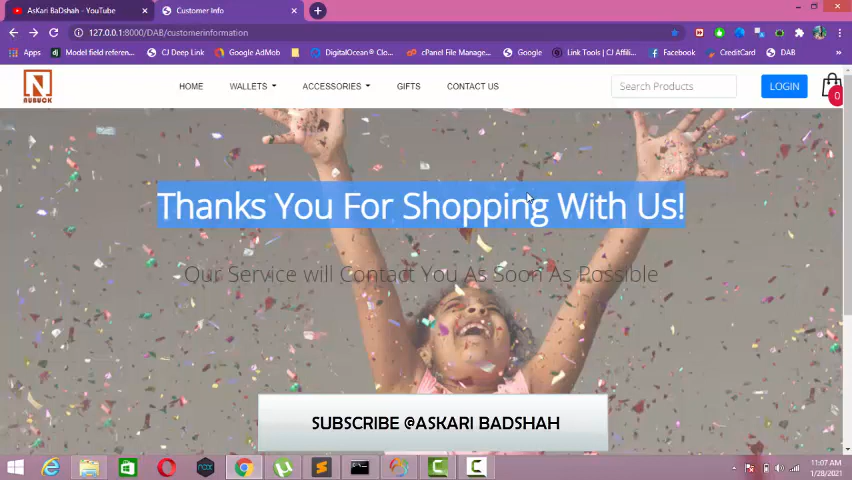 AsKari BaDshah - YouTube
Customer Info
127.0.0.1:8000/DAB/customerinformation
Apps
Model field referen...
CJ Deep Link
Google AdMob
DigitalOcean® Cloud...
cPanel File Manage...
Google
Link Tools | CJ Affili...
Facebook
CreditCard
DAB
NUBUCK
HOME
WALLETS
ACCESSORIES
GIFTS
CONTACT US
Search Products
LOGIN
0
Thanks You For Shopping With Us!
Our Service will Contact You As Soon As Possible
SUBSCRIBE @ASKARI BADSHAH
11:07 AM
1/28/2021